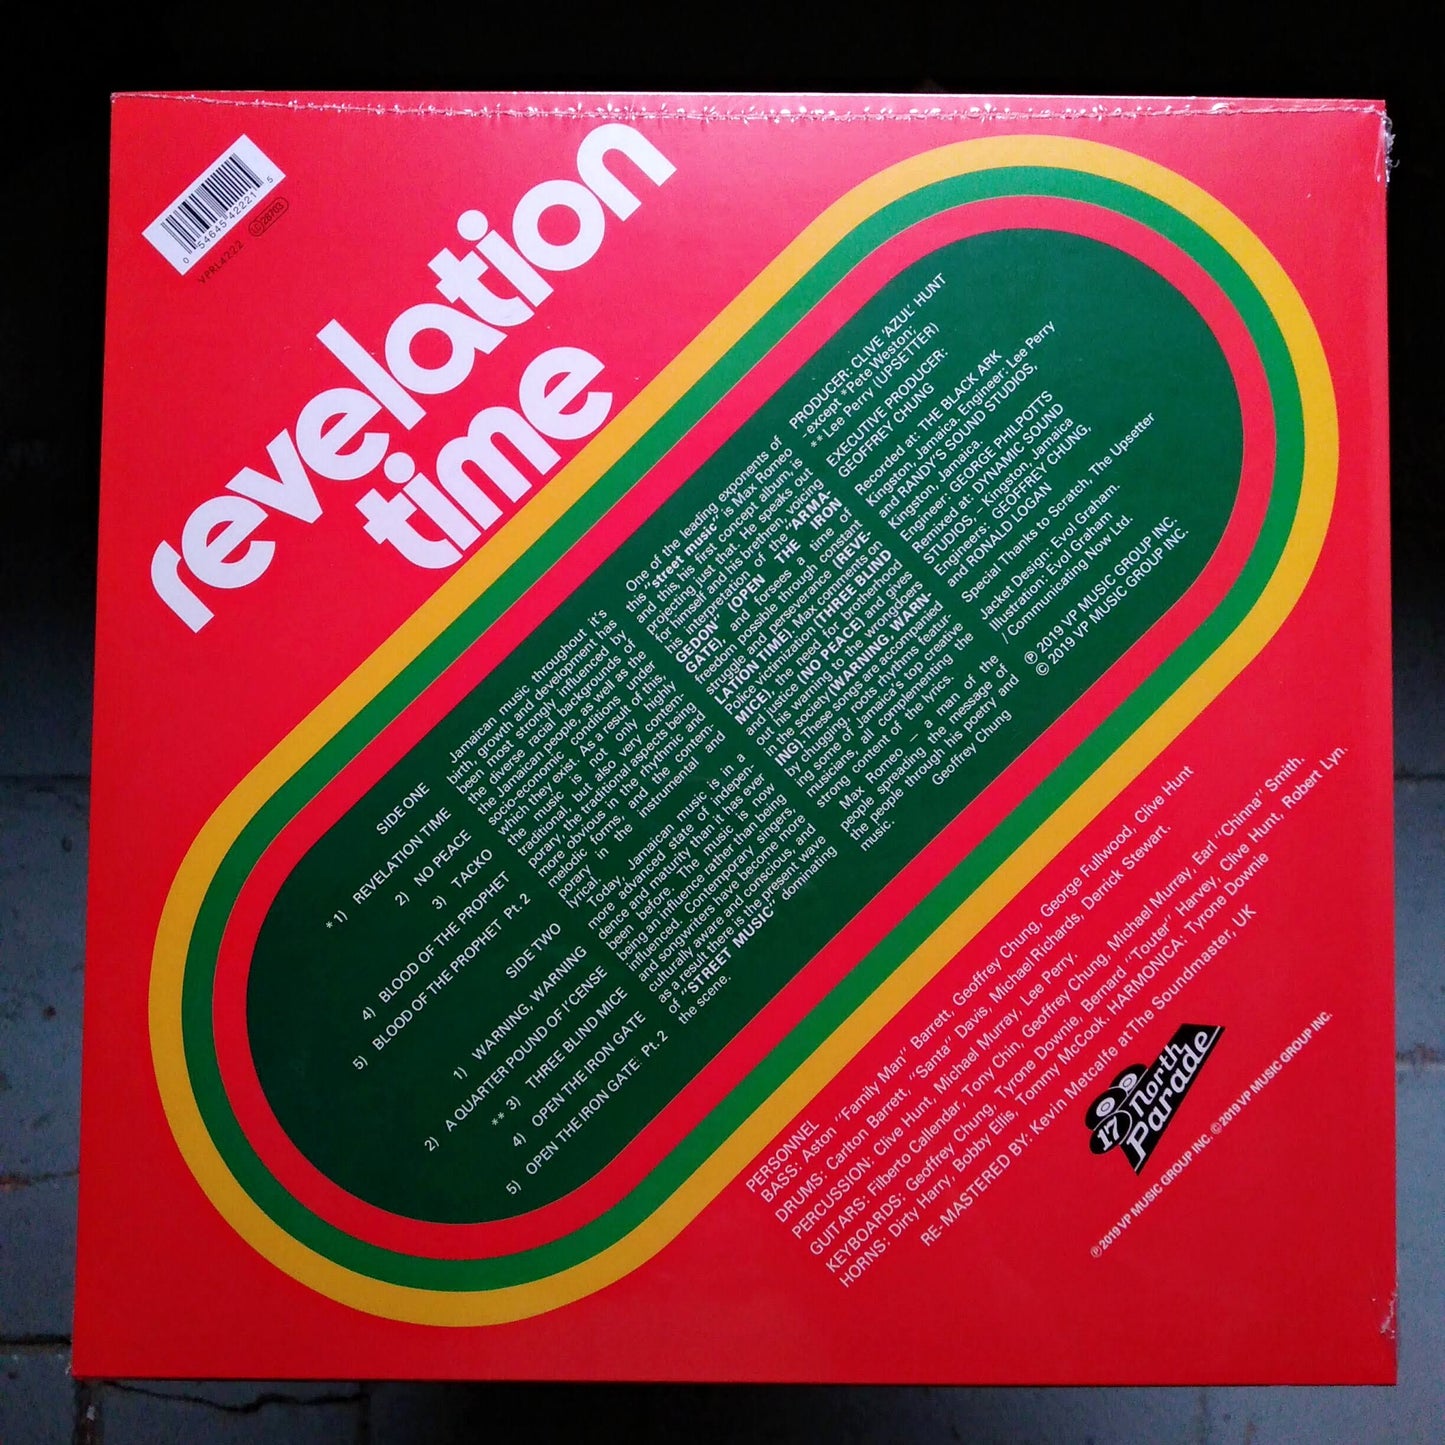 0 54645 42221 5
VPRL4222
LC 28703
revelation
time
SIDE ONE
* 1) REVELATION TIME
2) NO PEACE
3) TACKO
4) BLOOD OF THE PROPHET
5) BLOOD OF THE PROPHET Pt. 2
SIDE TWO
1) WARNING, WARNING
2) A QUARTER POUND OF I'CENSE
** 3) THREE BLIND MICE
4) OPEN THE IRON GATE
5) OPEN THE IRON GATE Pt. 2
Jamaican music throughout it's
birth, growth and development has
been most strongly influenced by
the diverse racial backgrounds of
the Jamaican people, as well as the
socio-economic conditions under
which they exist. As a result of this,
the music is not only highly
traditional, but also very contem-
porary, the traditional aspects being
more obvious in the rhythmic and
melodic forms, and the contem-
porary in the instrumental and
lyrical.
Today, Jamaican music is in a
more advanced state of indepen-
dence and maturity than it has ever
been before. The music is now
being an influence rather than being
influenced. Contemporary singers,
and songwriters have become more
culturally aware and conscious, and
as a result there is the present wave
of "STREET MUSIC" dominating
the scene.
One of the leading exponents of
this "street music" is Max Romeo
and this, his first concept album, is
projecting just that. He speaks out
for himself and his brethren, voicing
his interpretation of the "ARMA-
GEDON" (OPEN THE IRON
GATE), and forsees a time of
freedom possible through constant
struggle and perseverance (REVE-
LATION TIME). Max comments on
Police victimization (THREE BLIND
MICE), the need for brotherhood
and justice (NO PEACE) and gives
out his warning to the wrongdoers
in the society (WARNING, WARN-
ING) These songs are accompanied
by chugging, roots rhythms featur-
ing some of Jamaica's top creative
musicians, all complementing the
strong content of the lyrics.
Max Romeo – a man of the
people spreading the message of
the people through his poetry and
music.
Geoffrey Chung
PRODUCER: CLIVE 'AZUL' HUNT
- except *Pete Weston;
** Lee Perry (UPSETTER)
EXECUTIVE PRODUCER:
GEOFFREY CHUNG
Recorded at: THE BLACK ARK
Kingston, Jamaica. Engineer: Lee Perry
and RANDY'S SOUND STUDIOS,
Kingston, Jamaica.
Engineer: GEORGE PHILPOTTS
Remixed at: DYNAMIC SOUND
STUDIOS, - Kingston, Jamaica
Engineers: GEOFFREY CHUNG,
and RONALD LOGAN
Special Thanks to Scratch, The Upsetter
Jacket Design: Evol Graham.
Illustration: Evol Graham
/ Communicating Now Ltd.
℗ 2019 VP MUSIC GROUP INC.
© 2019 VP MUSIC GROUP INC.
PERSONNEL
BASS: Aston "Family Man" Barrett, Geoffrey Chung, George Fullwood, Clive Hunt
DRUMS: Carlton Barrett, "Santa" Davis, Michael Richards, Derrick Stewart.
PERCUSSION: Clive Hunt, Michael Murray, Lee Perry.
GUITARS: Filberto Callendar, Tony Chin, Geoffrey Chung, Michael Murray, Earl "Chinna" Smith.
KEYBOARDS: Geoffrey Chung, Tyrone Downie, Bernard "Touter" Harvey, Clive Hunt, Robert Lyn.
HORNS: Dirty Harry, Bobby Ellis, Tommy McCook. HARMONICA: Tyrone Downie
RE-MASTERED BY: Kevin Metcalfe at The Soundmaster, UK
17 North
Parade
℗ 2019 VP MUSIC GROUP INC. © 2019 VP MUSIC GROUP INC.